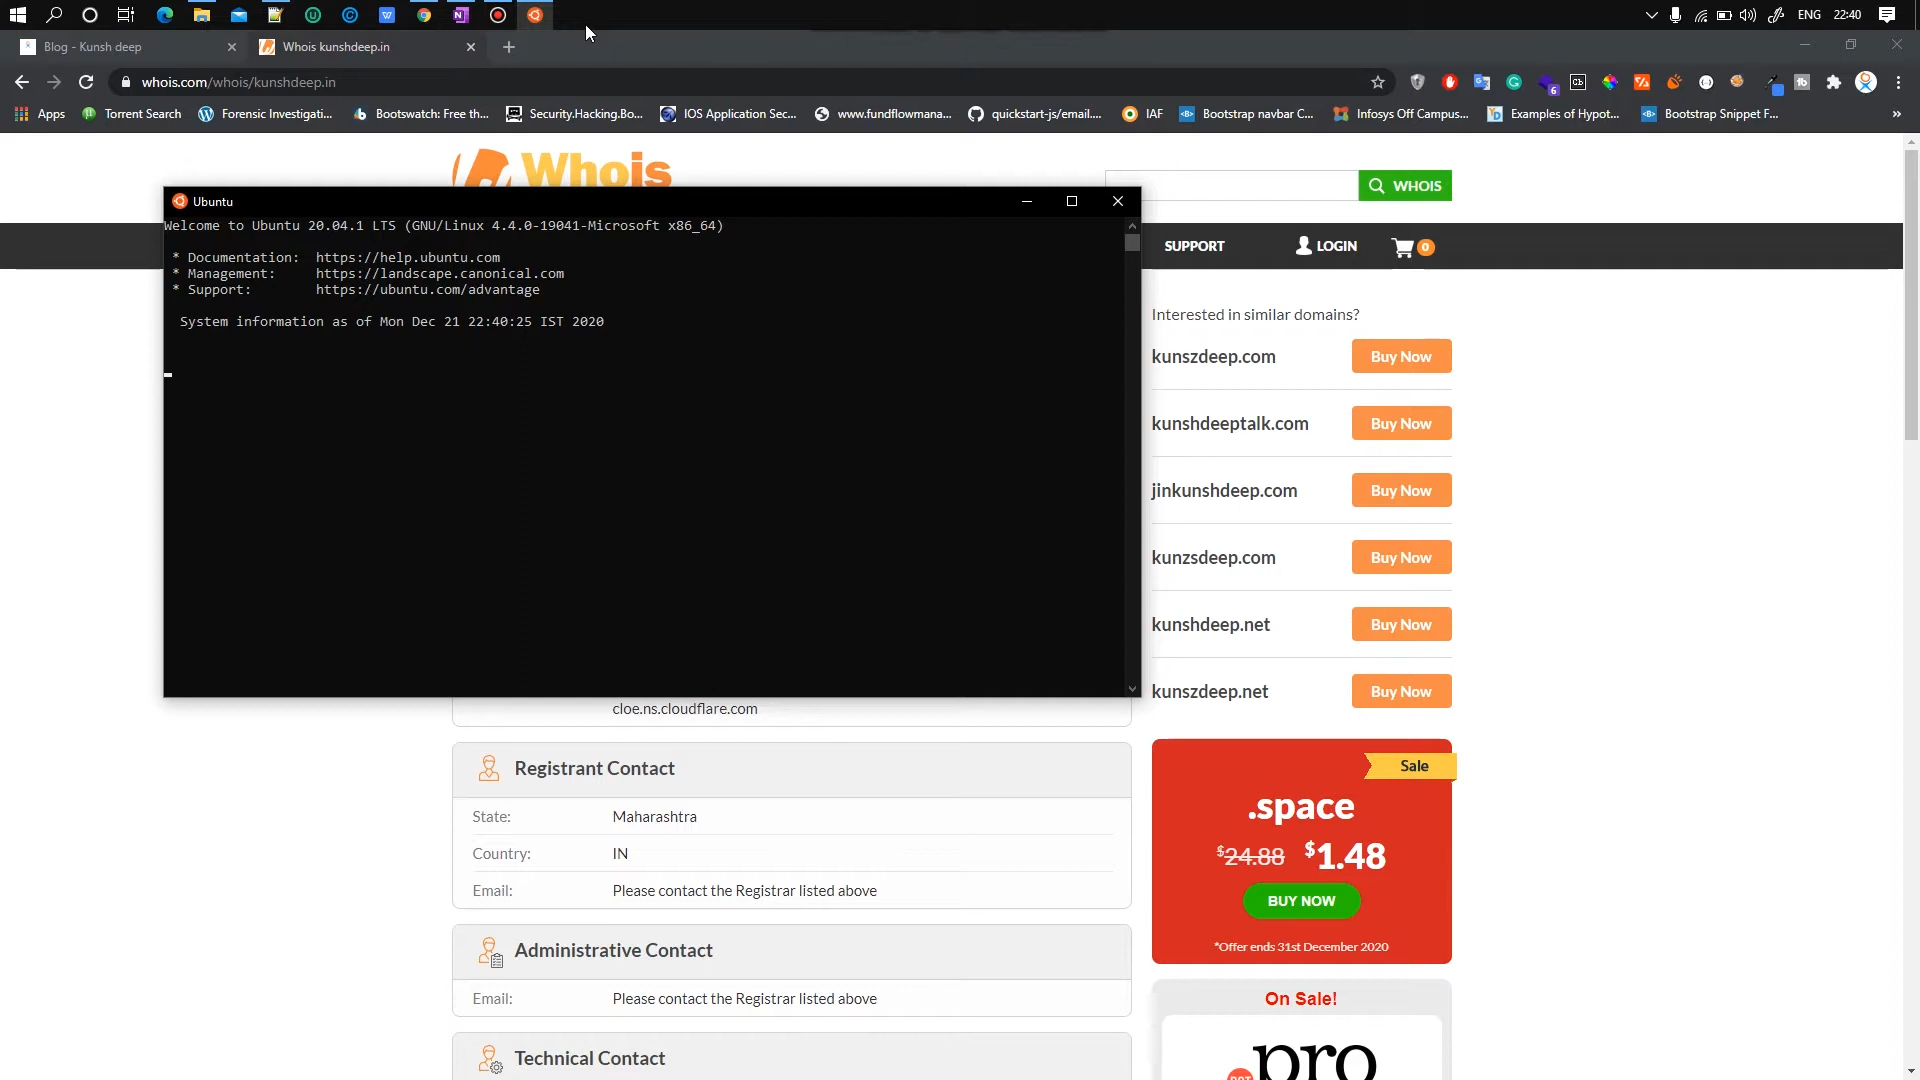 ENG 22:40
Blog - Kunsh deep
Whois kunshdeep.in
whois.com/whois/kunshdeep.in
6
Apps
Torrent Search
Forensic Investigati...
Bootswatch: Free th...
Security.Hacking.Bo...
IOS Application Sec...
www.fundflowmana...
quickstart-js/email....
IAF
Bootstrap navbar C...
Infosys Off Campus...
Examples of Hypot...
Bootstrap Snippet F...
Whois
WHOIS
SUPPORT
LOGIN
0
Ubuntu
Welcome to Ubuntu 20.04.1 LTS (GNU/Linux 4.4.0-19041-Microsoft x86_64)
* Documentation: https://help.ubuntu.com
* Management: https://landscape.canonical.com
* Support: https://ubuntu.com/advantage
System information as of Mon Dec 21 22:40:25 IST 2020
Interested in similar domains?
kunszdeep.com Buy Now
kunshdeeptalk.com Buy Now
jinkunshdeep.com Buy Now
kunzsdeep.com Buy Now
kunshdeep.net Buy Now
kunszdeep.net Buy Now
cloe.ns.cloudflare.com
Registrant Contact
State: Maharashtra
Country: IN
Email: Please contact the Registrar listed above
Administrative Contact
Email: Please contact the Registrar listed above
Technical Contact
Sale
.space
$24.88 $1.48
BUY NOW
*Offer ends 31st December 2020
On Sale!
pro